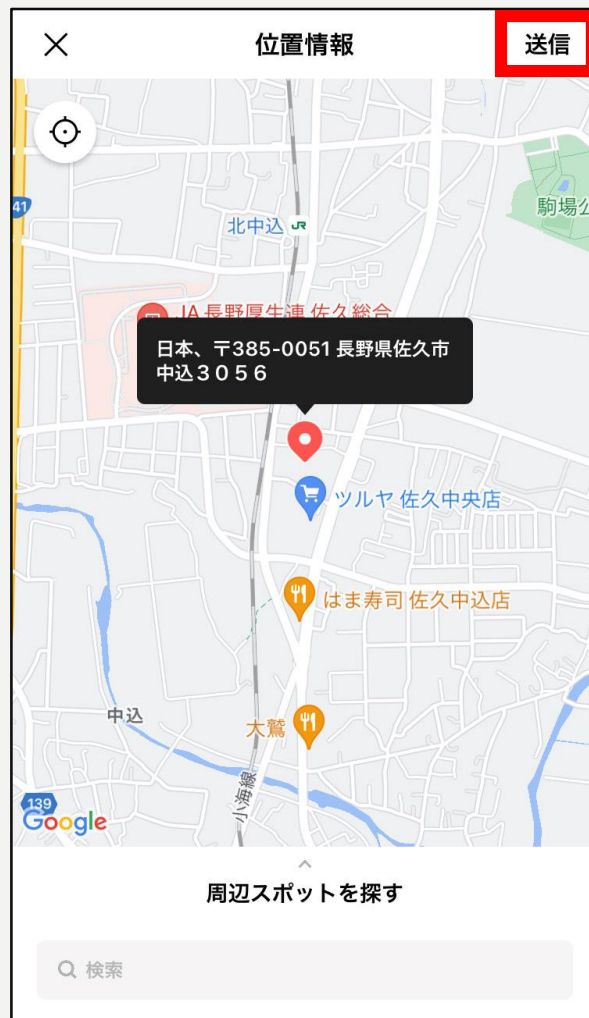 位置情報
送信
41
駒場公
北中込
JR
JA 長野厚生連 佐久総合
日本、〒385-0051 長野県佐久市
中込３０５６
ツルヤ 佐久中央店
はま寿司 佐久中込店
中込
大鷲
小海線
139
Google
周辺スポットを探す
検索